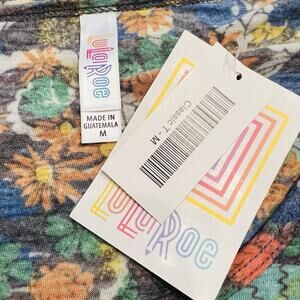 LuLaRoe
MADE IN
GUATEMALA
M
Classic T - M
LuLaRoe